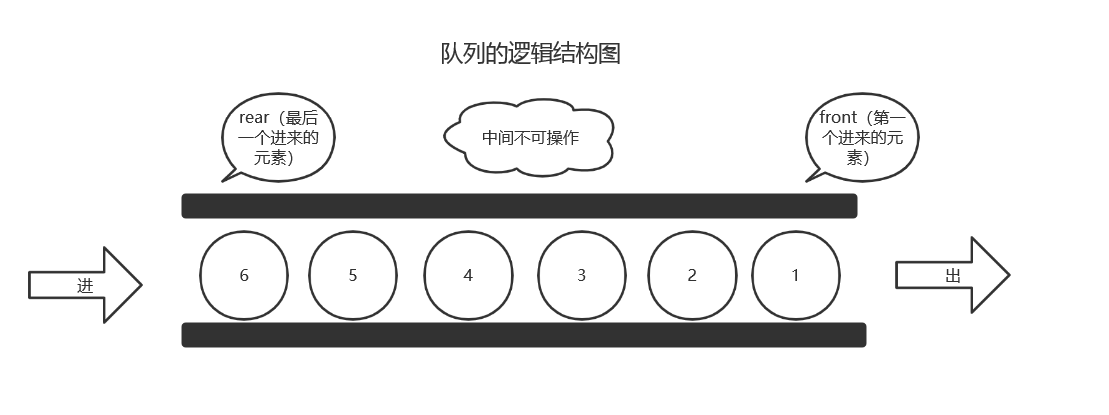 队列的逻辑结构图
rear（最后
一个进来的
元素）
中间不可操作
front（第一
个进来的元
素）
进
6
5
4
3
2
1
出